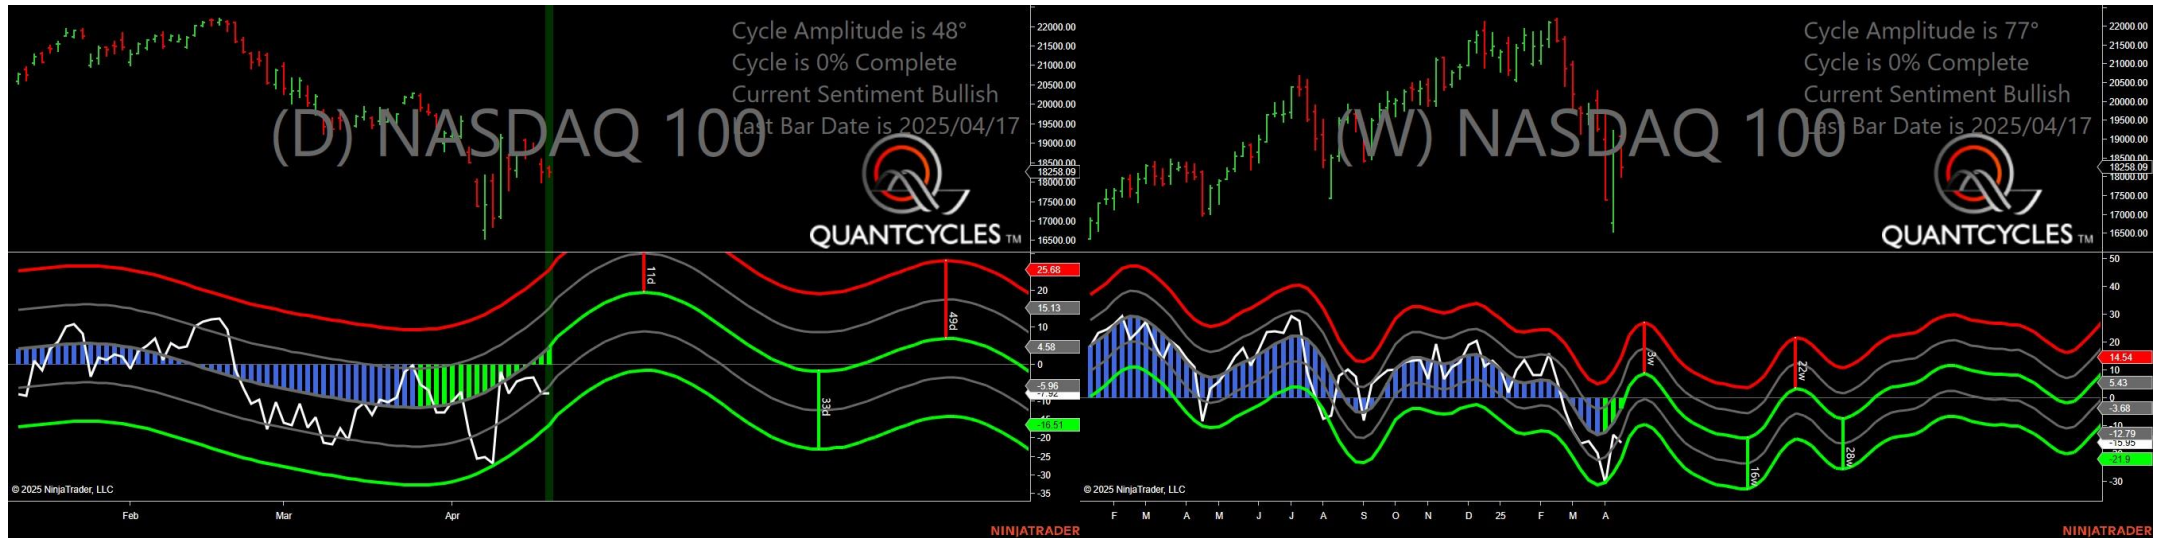 Cycle Amplitude is 48°
Cycle is 0% Complete
Current Sentiment Bullish
Last Bar Date is 2025/04/17
(D) NASDAQ 100
QUANTCYCLES TM
22000.00
21500.00
21000.00
20500.00
20000.00
19500.00
19000.00
18500.00
18258.09
18000.00
17500.00
17000.00
16500.00
11d
33d
49d
25.68
20
15.13
10
4.58
0
-5.96
-7.92
-10
-16.51
-20
-25
-30
-35
© 2025 NinjaTrader, LLC
Feb Mar Apr
NINJATRADER
Cycle Amplitude is 77°
Cycle is 0% Complete
Current Sentiment Bullish
Last Bar Date is 2025/04/17
(W) NASDAQ 100
QUANTCYCLES TM
22000.00
21500.00
21000.00
20500.00
20000.00
19500.00
19000.00
18500.00
18258.09
18000.00
17500.00
17000.00
16500.00
16w
22w
28w
50
40
30
20
14.54
10
5.43
0
-3.68
-10
-12.79
-15.95
-21.9
-30
© 2025 NinjaTrader, LLC
F M A M J J A S O N D 25 F M A
NINJATRADER